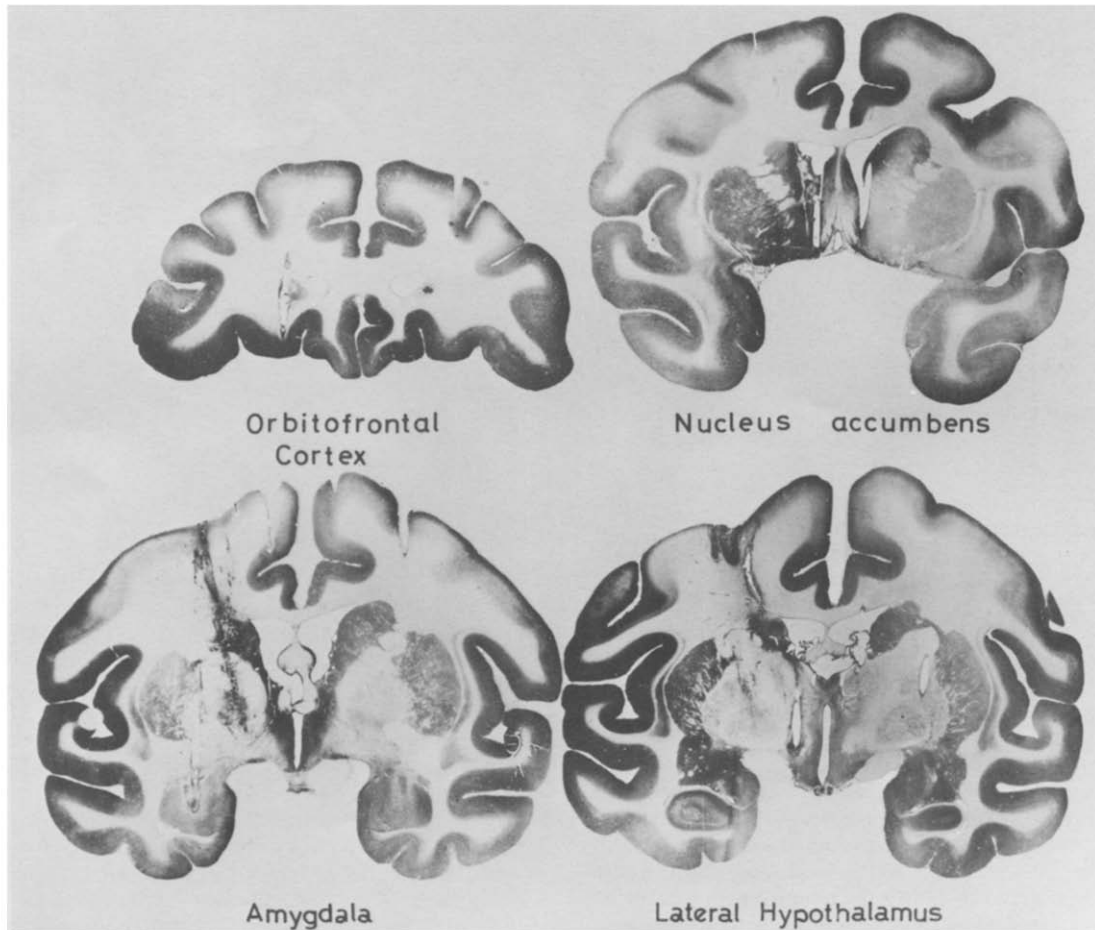 Orbitofrontal
Cortex
Nucleus accumbens
Amygdala
Lateral Hypothalamus